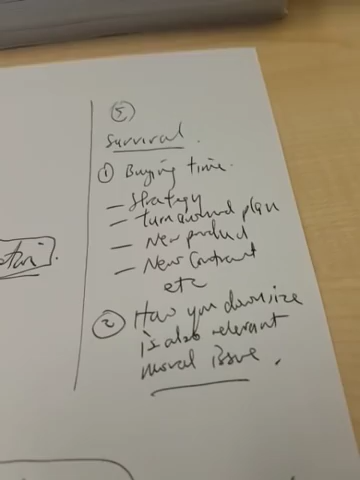 ⑤
Survival.
① Buying time.
— Strategy
— turnaround plan
— New product
— New Contract
etc
② How you downsize
is also relevant
moral issue.